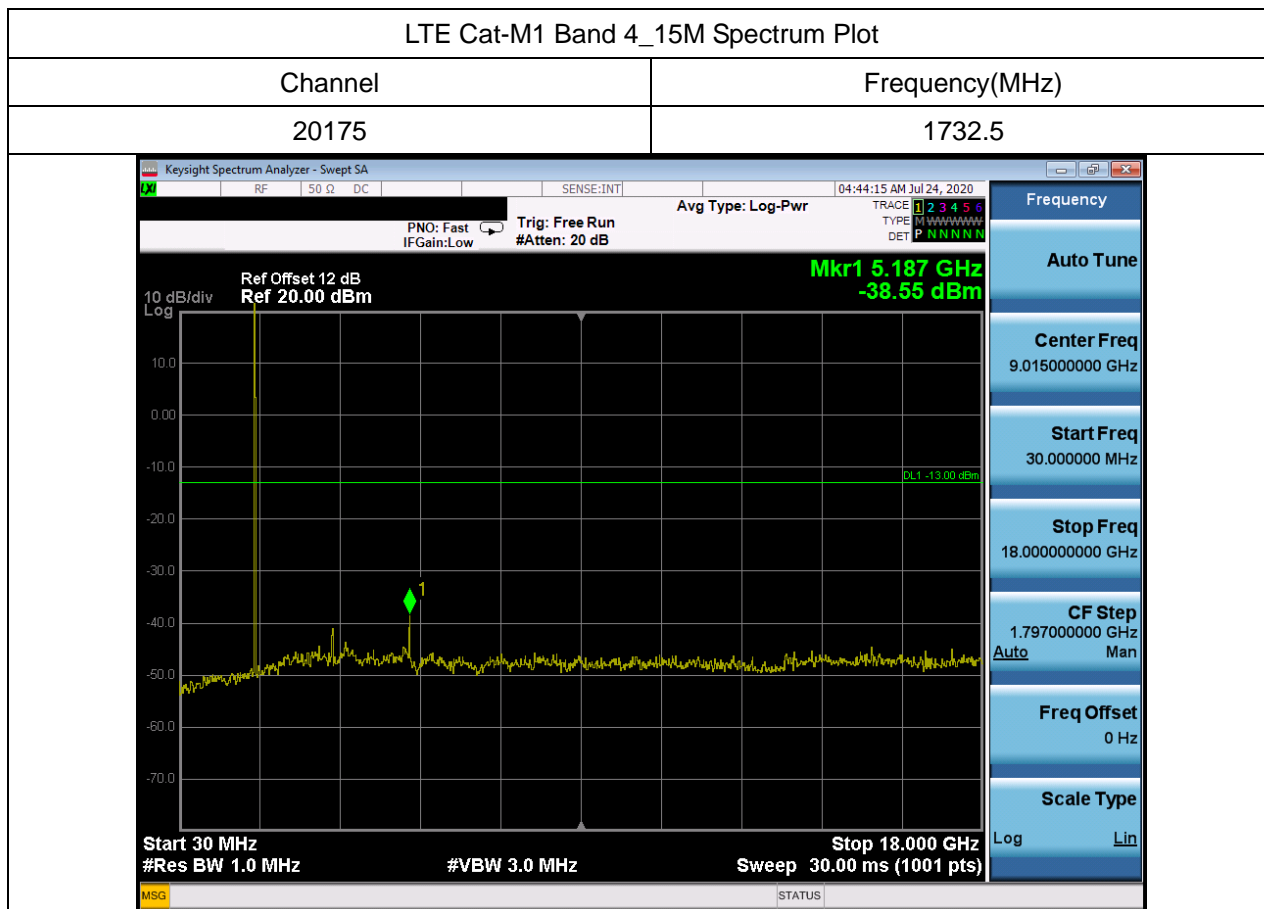 LTE Cat-M1 Band 4_15M Spectrum Plot
Channel Frequency(MHz)
20175 1732.5
Keysight Spectrum Analyzer - Swept SA
LXI RF 50 Ω DC SENSE:INT 04:44:15 AM Jul 24, 2020
PNO: Fast IFGain:Low Trig: Free Run #Atten: 20 dB Avg Type: Log-Pwr
TRACE 1 2 3 4 5 6
TYPE M WWWWW
DET P N N N N N
Ref Offset 12 dB
Mkr1 5.187 GHz
10 dB/div Ref 20.00 dBm -38.55 dBm
Log
10.0
0.00
-10.0
DL1 -13.00 dBm
-20.0
-30.0
1
-40.0
-50.0
-60.0
-70.0
Start 30 MHz Stop 18.000 GHz
#Res BW 1.0 MHz #VBW 3.0 MHz Sweep 30.00 ms (1001 pts)
MSG STATUS
Frequency
Auto Tune
Center Freq
9.015000000 GHz
Start Freq
30.000000 MHz
Stop Freq
18.000000000 GHz
CF Step
1.797000000 GHz
Auto Man
Freq Offset
0 Hz
Scale Type
Log Lin